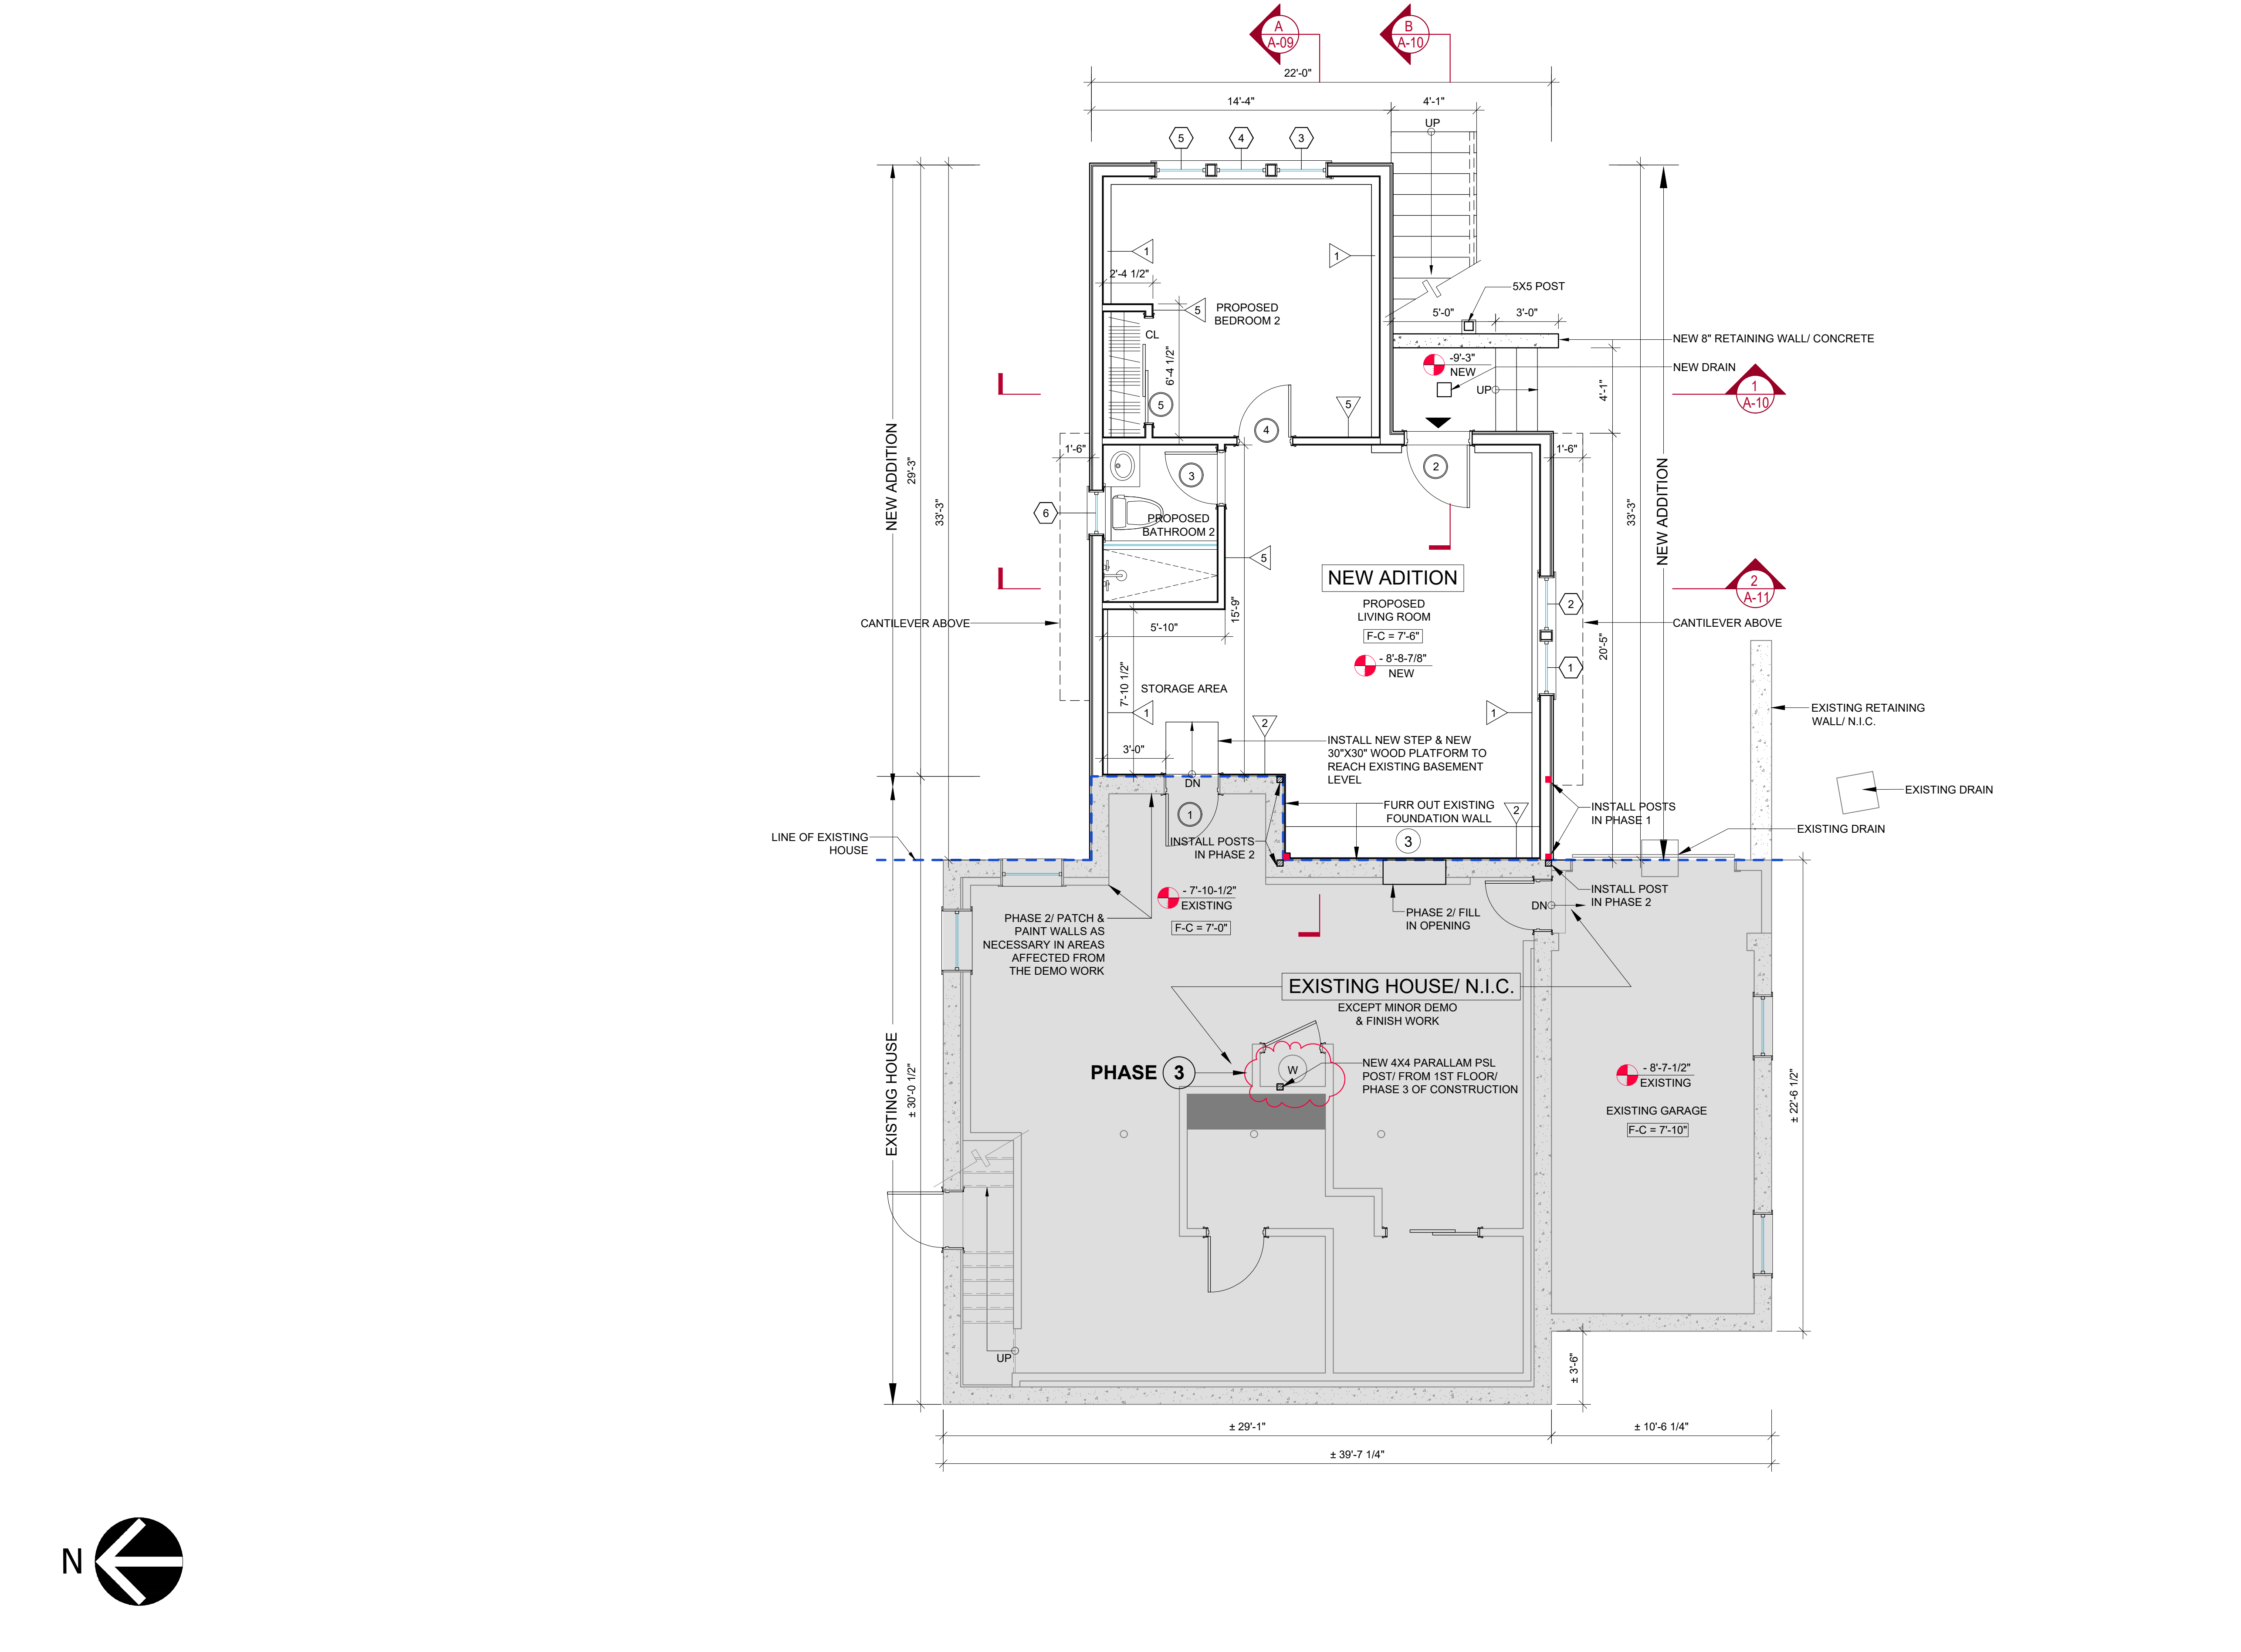 A
A-09
B
A-10
22'-0"
14'-4"
4'-1"
UP
5
4
3
1
1
2'-4 1/2"
5X5 POST
5
PROPOSED
BEDROOM 2
5'-0"
3'-0"
CL
NEW 8" RETAINING WALL/ CONCRETE
-9'-3"
NEW
NEW DRAIN
6'-4 1/2"
UP
4'-1"
1
A-10
5
5
4
NEW ADDITION
29'-3"
33'-3"
1'-6"
1'-6"
3
2
33'-3"
NEW ADDITION
6
PROPOSED
BATHROOM 2
5
NEW ADITION
2
A-11
PROPOSED
LIVING ROOM
2
15'-9"
CANTILEVER ABOVE
CANTILEVER ABOVE
5'-10"
F-C = 7'-6"
20'-5"
- 8'-8-7/8"
NEW
1
7'-10 1/2"
STORAGE AREA
1
2
1
EXISTING RETAINING
WALL/ N.I.C.
INSTALL NEW STEP & NEW
30"X30" WOOD PLATFORM TO
REACH EXISTING BASEMENT
LEVEL
3'-0"
DN
EXISTING DRAIN
FURR OUT EXISTING
FOUNDATION WALL
2
INSTALL POSTS
IN PHASE 1
1
EXISTING DRAIN
LINE OF EXISTING
HOUSE
INSTALL POSTS
IN PHASE 2
3
- 7'-10-1/2"
EXISTING
INSTALL POST
IN PHASE 2
DN
PHASE 2/ PATCH &
PAINT WALLS AS
NECESSARY IN AREAS
AFFECTED FROM
THE DEMO WORK
F-C = 7'-0"
PHASE 2/ FILL
IN OPENING
EXISTING HOUSE/ N.I.C.
EXCEPT MINOR DEMO
& FINISH WORK
PHASE 3
W
NEW 4X4 PARALLAM PSL
POST/ FROM 1ST FLOOR/
PHASE 3 OF CONSTRUCTION
- 8'-7-1/2"
EXISTING
EXISTING HOUSE
± 30'-0 1/2"
EXISTING GARAGE
F-C = 7'-10"
± 22'-6 1/2"
UP
± 3'-6"
± 29'-1"
± 10'-6 1/4"
± 39'-7 1/4"
N